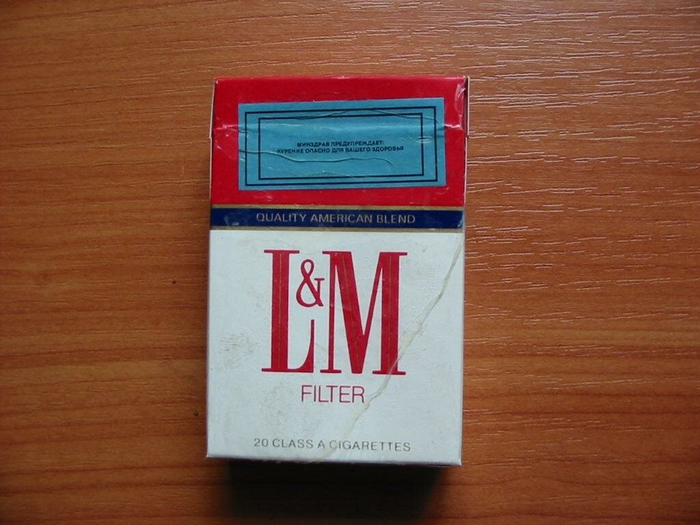 МИНЗДРАВ ПРЕДУПРЕЖДАЕТ:
КУРЕНИЕ ОПАСНО ДЛЯ ВАШЕГО ЗДОРОВЬЯ
QUALITY AMERICAN BLEND
L&M
FILTER
20 CLASS A CIGARETTES